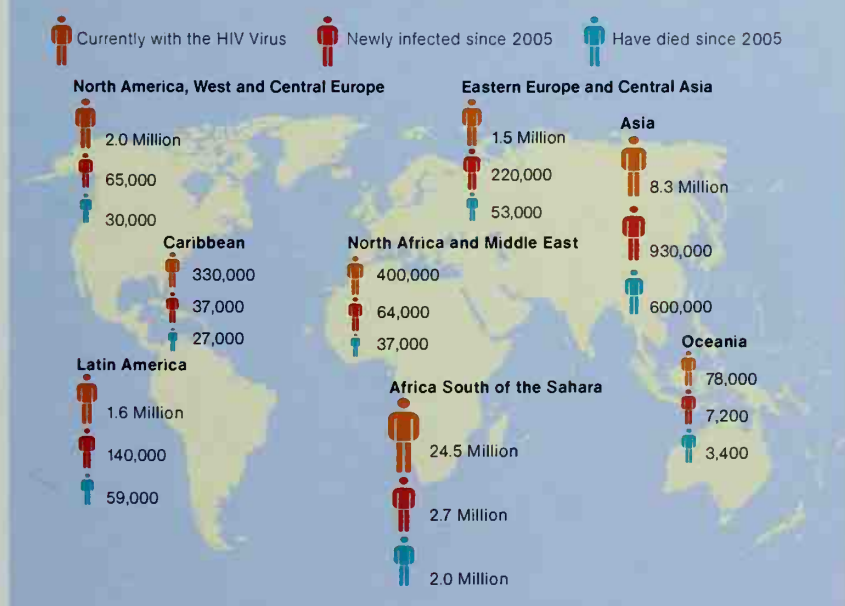 Currently with the HIV Virus
Newly infected since 2005
Have died since 2005
North America, West and Central Europe
2.0 Million
65,000
30,000
Eastern Europe and Central Asia
1.5 Million
220,000
53,000
Asia
8.3 Million
930,000
600,000
Caribbean
330,000
37,000
27,000
North Africa and Middle East
400,000
64,000
37,000
Oceania
78,000
7,200
3,400
Latin America
1.6 Million
140,000
59,000
Africa South of the Sahara
24.5 Million
2.7 Million
2.0 Million